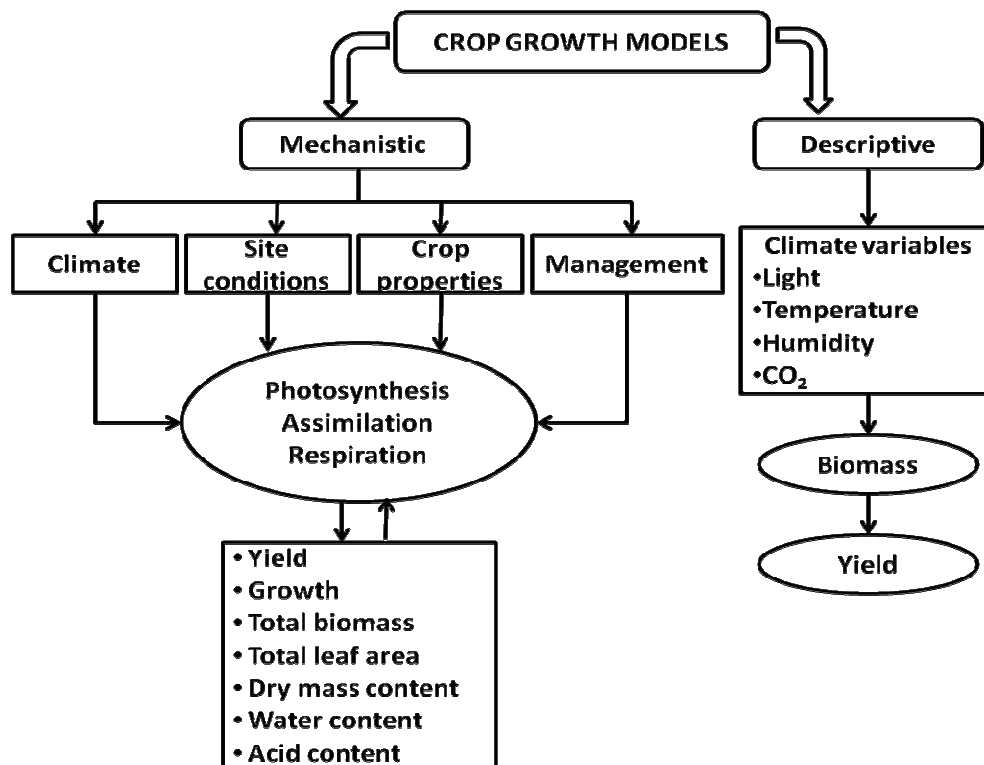 CROP GROWTH MODELS
Mechanistic
Descriptive
Climate
Site
conditions
Crop
properties
Management
Climate variables
•Light
•Temperature
•Humidity
•CO₂
Photosynthesis
Assimilation
Respiration
Biomass
Yield
• Yield
• Growth
• Total biomass
• Total leaf area
• Dry mass content
• Water content
• Acid content